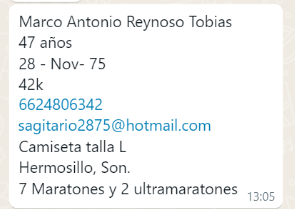 Marco Antonio Reynoso Tobias
47 años
28 - Nov- 75
42k
6624806342
sagitario2875@hotmail.com
Camiseta talla L
Hermosillo, Son.
7 Maratones y 2 ultramaratones
13:05